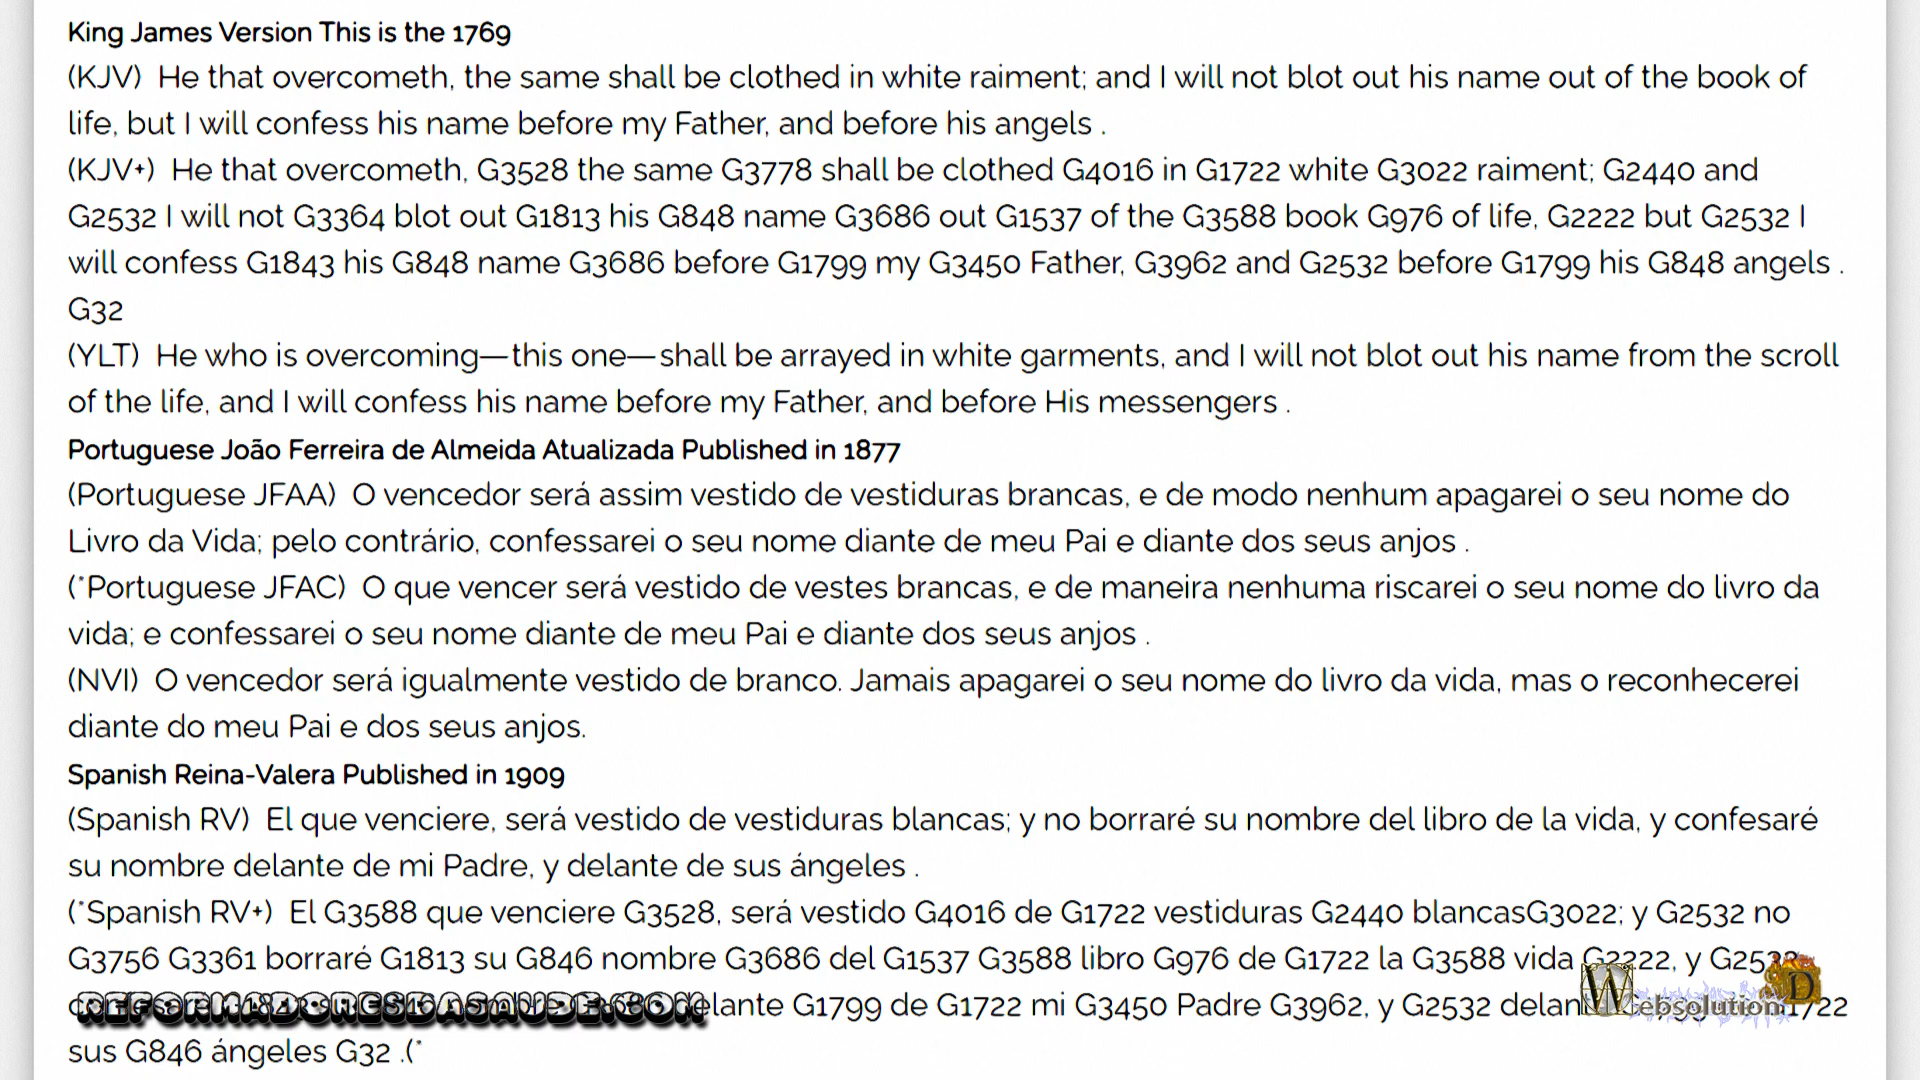 King James Version This is the 1769
(KJV) He that overcometh, the same shall be clothed in white raiment; and I will not blot out his name out of the book of
life, but I will confess his name before my Father, and before his angels .
(KJV+) He that overcometh, G3528 the same G3778 shall be clothed G4016 in G1722 white G3022 raiment; G2440 and
G2532 I will not G3364 blot out G1813 his G848 name G3686 out G1537 of the G3588 book G976 of life, G2222 but G2532 I
will confess G1843 his G848 name G3686 before G1799 my G3450 Father, G3962 and G2532 before G1799 his G848 angels .
G32
(YLT) He who is overcoming—this one—shall be arrayed in white garments, and I will not blot out his name from the scroll
of the life, and I will confess his name before my Father, and before His messengers .
Portuguese João Ferreira de Almeida Atualizada Published in 1877
(Portuguese JFAA) O vencedor será assim vestido de vestiduras brancas, e de modo nenhum apagarei o seu nome do
Livro da Vida; pelo contrário, confessarei o seu nome diante de meu Pai e diante dos seus anjos .
(*Portuguese JFAC) O que vencer será vestido de vestes brancas, e de maneira nenhuma riscarei o seu nome do livro da
vida; e confessarei o seu nome diante de meu Pai e diante dos seus anjos .
(NVI) O vencedor será igualmente vestido de branco. Jamais apagarei o seu nome do livro da vida, mas o reconhecerei
diante do meu Pai e dos seus anjos.
Spanish Reina-Valera Published in 1909
(Spanish RV) El que venciere, será vestido de vestiduras blancas; y no borraré su nombre del libro de la vida, y confesaré
su nombre delante de mi Padre, y delante de sus ángeles .
(*Spanish RV+) El G3588 que venciere G3528, será vestido G4016 de G1722 vestiduras G2440 blancasG3022; y G2532 no
G3756 G3361 borraré G1813 su G846 nombre G3686 del G1537 G3588 libro G976 de G1722 la G3588 vida G2222, y
delante G1799 de G1722 mi G3450 Padre G3962, y G2532
sus G846 ángeles G32 .(*
REFORMADORESDASAUDE.COM
Websolution D